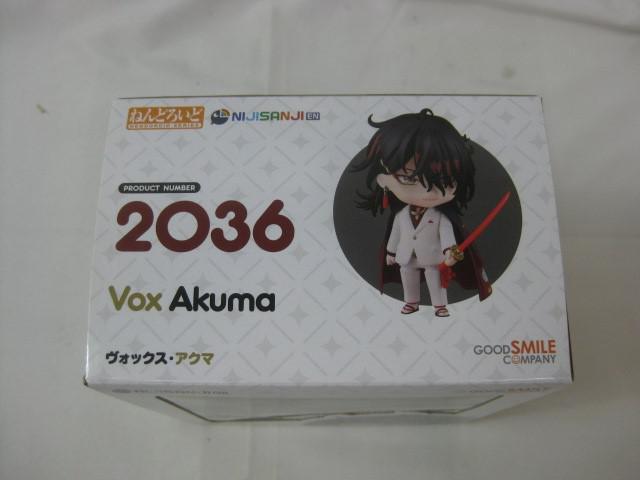 ねんどろいど
NENDOROID SERIES
NIJISANJI EN
PRODUCT NUMBER
2036
Vox Akuma
ヴォックス・アクマ
GOOD SMILE
COMPANY